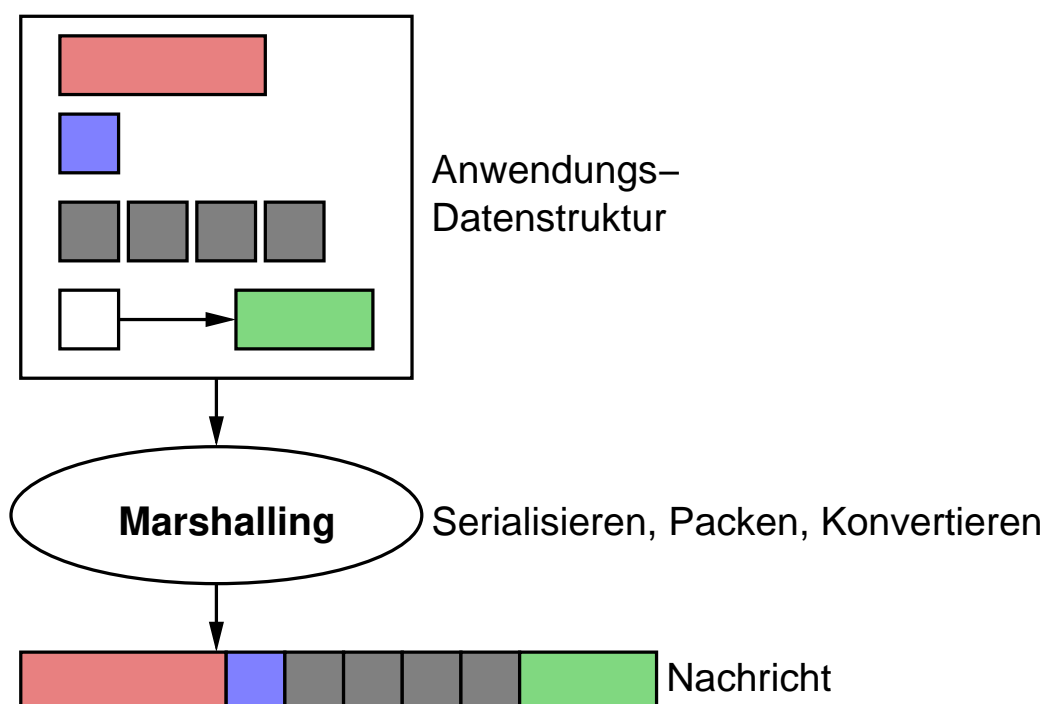 Anwendungs–
Datenstruktur
Marshalling
Serialisieren, Packen, Konvertieren
Nachricht